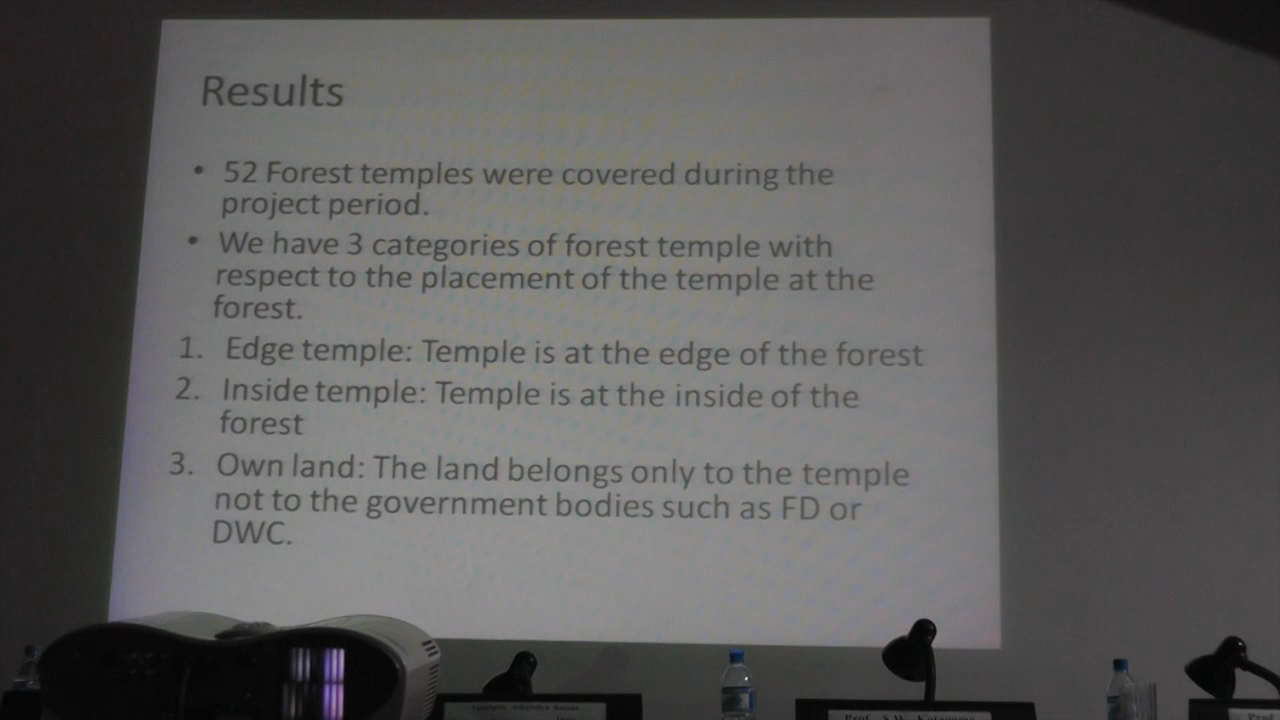 Results
• 52 Forest temples were covered during the
project period.
• We have 3 categories of forest temple with
respect to the placement of the temple at the
forest.
1. Edge temple: Temple is at the edge of the forest
2. Inside temple: Temple is at the inside of the
forest
3. Own land: The land belongs only to the temple
not to the government bodies such as FD or
DWC.
Prof. S.W.